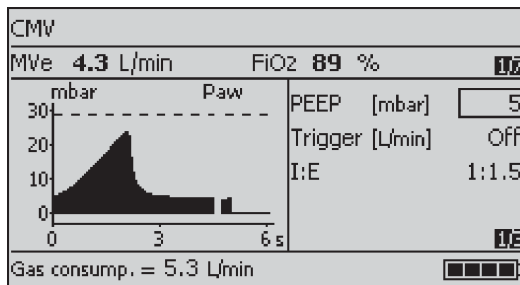 CMV
MVe 4.3 L/min FiO2 89 %
mbar Paw
30
20
10
0
0 3 6 s
PEEP [mbar] 5
Trigger [L/min] Off
I:E 1:1.5
Gas consump. = 5.3 L/min